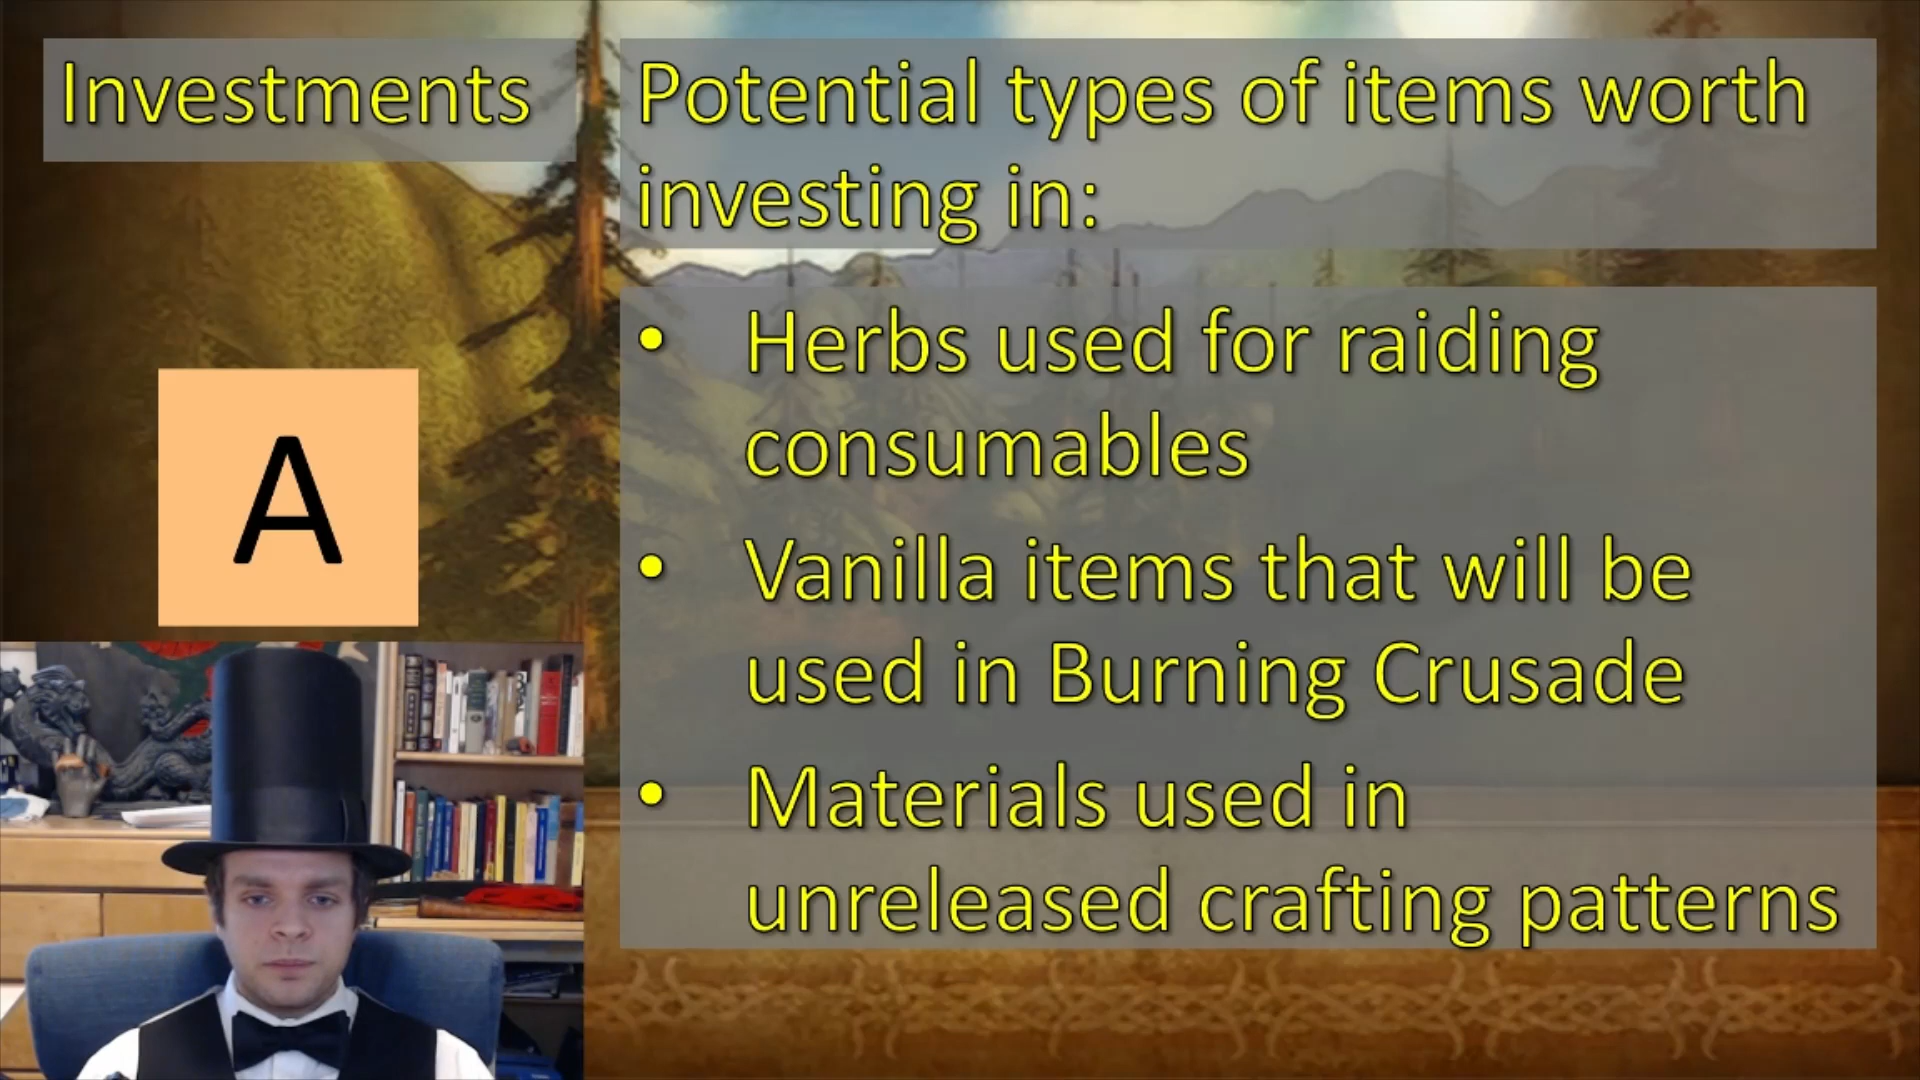 Investments
Potential types of items worth
investing in:
A
• Herbs used for raiding
consumables
• Vanilla items that will be
used in Burning Crusade
• Materials used in
unreleased crafting patterns